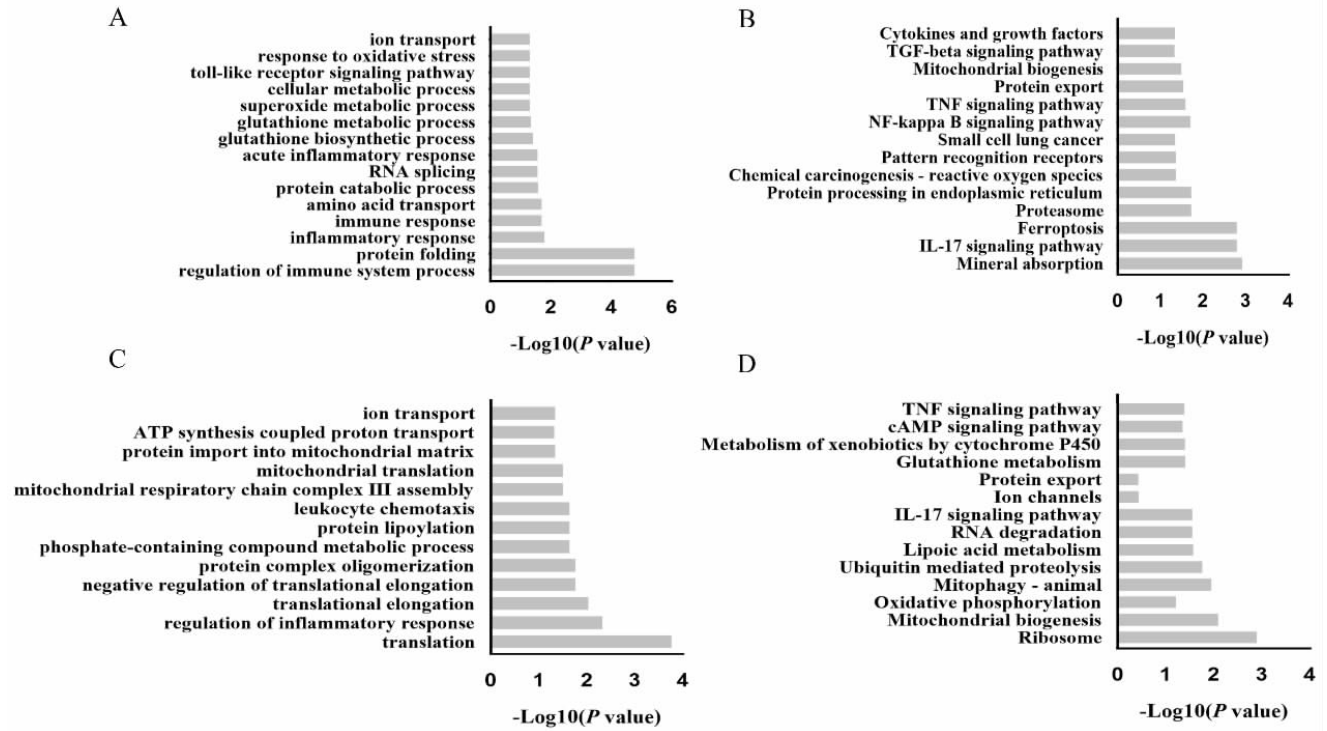 A
ion transport
response to oxidative stress
toll-like receptor signaling pathway
cellular metabolic process
superoxide metabolic process
glutathione metabolic process
glutathione biosynthetic process
acute inflammatory response
RNA splicing
protein catabolic process
amino acid transport
immune response
inflammatory response
protein folding
regulation of immune system process
0 2 4 6
-Log10(P value)
B
Cytokines and growth factors
TGF-beta signaling pathway
Mitochondrial biogenesis
Protein export
TNF signaling pathway
NF-kappa B signaling pathway
Small cell lung cancer
Pattern recognition receptors
Chemical carcinogenesis - reactive oxygen species
Protein processing in endoplasmic reticulum
Proteasome
Ferroptosis
IL-17 signaling pathway
Mineral absorption
0 1 2 3 4
-Log10(P value)
C
ion transport
ATP synthesis coupled proton transport
protein import into mitochondrial matrix
mitochondrial translation
mitochondrial respiratory chain complex III assembly
leukocyte chemotaxis
protein lipoylation
phosphate-containing compound metabolic process
protein complex oligomerization
negative regulation of translational elongation
translational elongation
regulation of inflammatory response
translation
0 1 2 3 4
-Log10(P value)
D
TNF signaling pathway
cAMP signaling pathway
Metabolism of xenobiotics by cytochrome P450
Glutathione metabolism
Protein export
Ion channels
IL-17 signaling pathway
RNA degradation
Lipoic acid metabolism
Ubiquitin mediated proteolysis
Mitophagy - animal
Oxidative phosphorylation
Mitochondrial biogenesis
Ribosome
0 1 2 3 4
-Log10(P value)